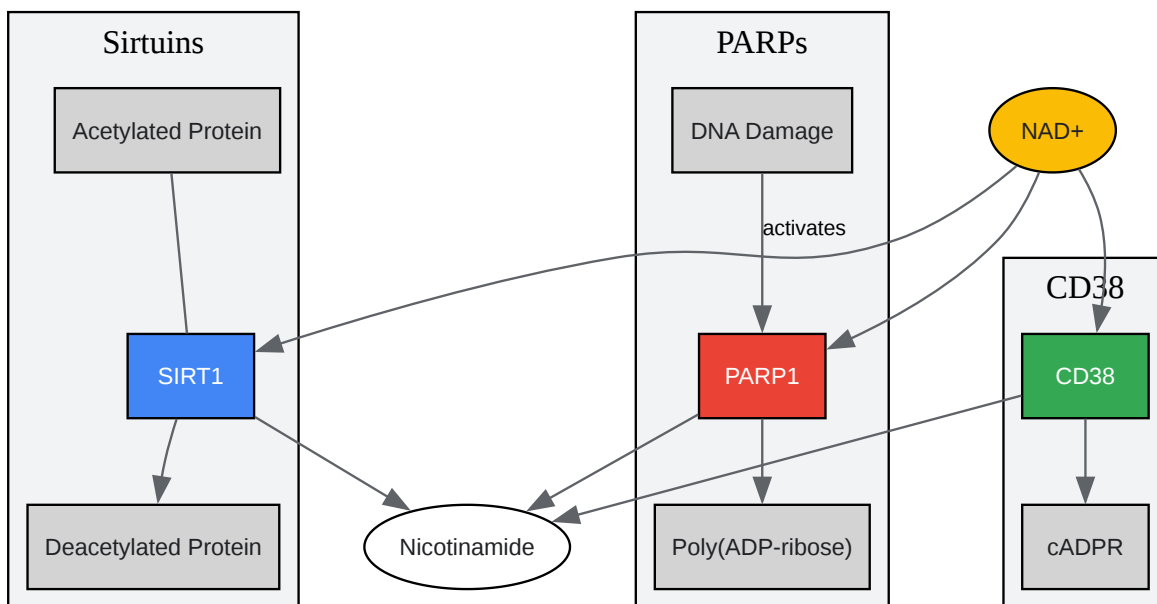 Sirtuins
PARPs
Acetylated Protein
DNA Damage
NAD+
activates
CD38
SIRT1
PARP1
CD38
Deacetylated Protein
Nicotinamide
Poly(ADP-ribose)
cADPR